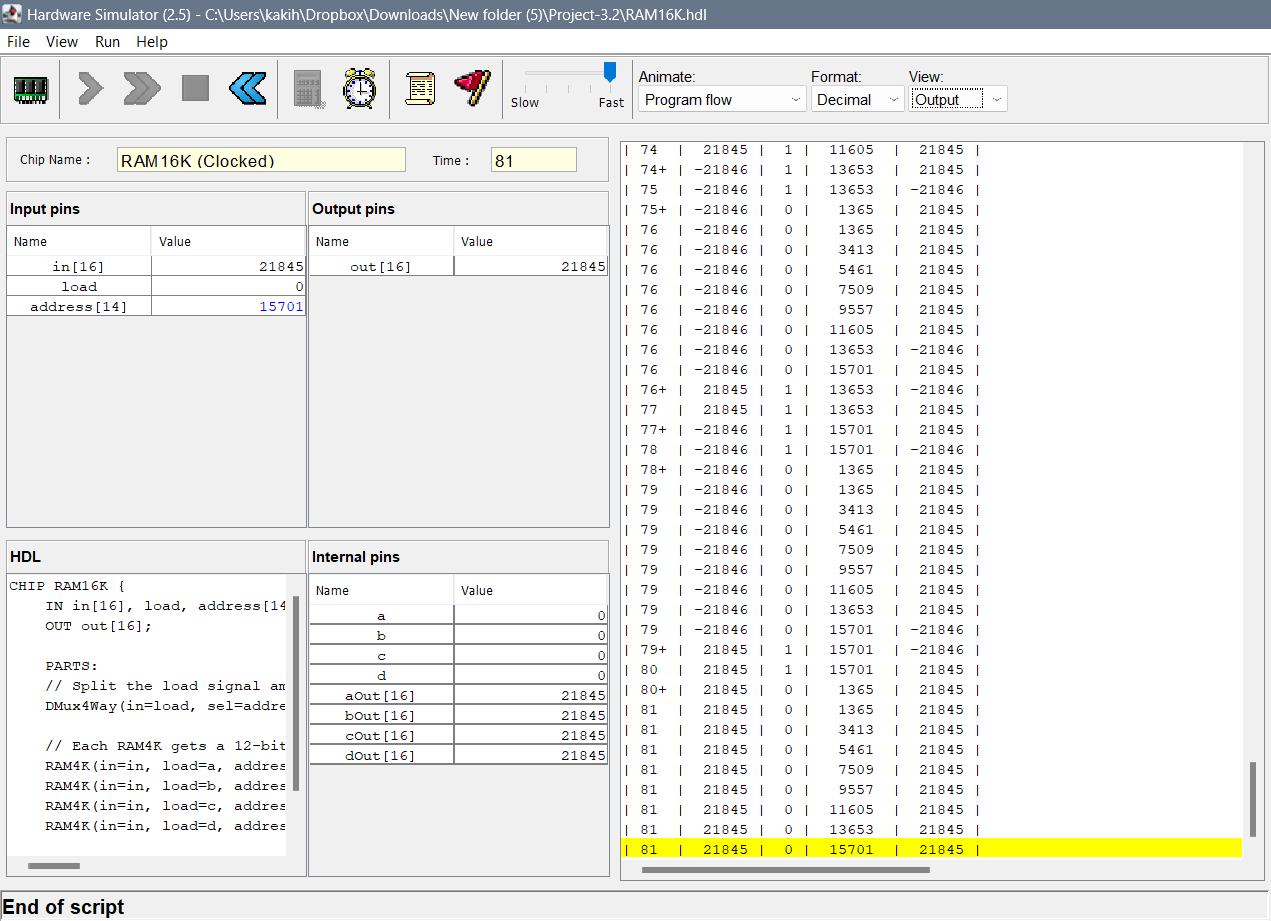 Hardware Simulator (2.5) - C:\Users\kakih\Dropbox\Downloads\New folder (5)\Project-3.2\RAM16K.hdl
File View Run Help
Slow Fast
Animate:
Program flow
Format:
Decimal
View:
Output
Chip Name : RAM16K (Clocked) Time : 81
Input pins
Name Value
in[16] 21845
load 0
address[14] 15701
Output pins
Name Value
out[16] 21845
HDL
CHIP RAM16K {
IN in[16], load, address[14
OUT out[16];
PARTS:
// Split the load signal am
DMux4Way(in=load, sel=addre
// Each RAM4K gets a 12-bit
RAM4K(in=in, load=a, addres
RAM4K(in=in, load=b, addres
RAM4K(in=in, load=c, addres
RAM4K(in=in, load=d, addres
Internal pins
Name Value
a 0
b 0
c 0
d 0
aOut[16] 21845
bOut[16] 21845
cOut[16] 21845
dOut[16] 21845
| 74 | 21845 | 1 | 11605 | 21845 |
| 74+ | -21846 | 1 | 13653 | 21845 |
| 75 | -21846 | 1 | 13653 | -21846 |
| 75+ | -21846 | 0 | 1365 | 21845 |
| 76 | -21846 | 0 | 1365 | 21845 |
| 76 | -21846 | 0 | 3413 | 21845 |
| 76 | -21846 | 0 | 5461 | 21845 |
| 76 | -21846 | 0 | 7509 | 21845 |
| 76 | -21846 | 0 | 9557 | 21845 |
| 76 | -21846 | 0 | 11605 | 21845 |
| 76 | -21846 | 0 | 13653 | -21846 |
| 76 | -21846 | 0 | 15701 | 21845 |
| 76+ | 21845 | 1 | 13653 | -21846 |
| 77 | 21845 | 1 | 13653 | 21845 |
| 77+ | -21846 | 1 | 15701 | 21845 |
| 78 | -21846 | 1 | 15701 | -21846 |
| 78+ | -21846 | 0 | 1365 | 21845 |
| 79 | -21846 | 0 | 1365 | 21845 |
| 79 | -21846 | 0 | 3413 | 21845 |
| 79 | -21846 | 0 | 5461 | 21845 |
| 79 | -21846 | 0 | 7509 | 21845 |
| 79 | -21846 | 0 | 9557 | 21845 |
| 79 | -21846 | 0 | 11605 | 21845 |
| 79 | -21846 | 0 | 13653 | 21845 |
| 79 | -21846 | 0 | 15701 | -21846 |
| 79+ | 21845 | 1 | 15701 | -21846 |
| 80 | 21845 | 1 | 15701 | 21845 |
| 80+ | 21845 | 0 | 1365 | 21845 |
| 81 | 21845 | 0 | 1365 | 21845 |
| 81 | 21845 | 0 | 3413 | 21845 |
| 81 | 21845 | 0 | 5461 | 21845 |
| 81 | 21845 | 0 | 7509 | 21845 |
| 81 | 21845 | 0 | 9557 | 21845 |
| 81 | 21845 | 0 | 11605 | 21845 |
| 81 | 21845 | 0 | 13653 | 21845 |
| 81 | 21845 | 0 | 15701 | 21845 |
End of script